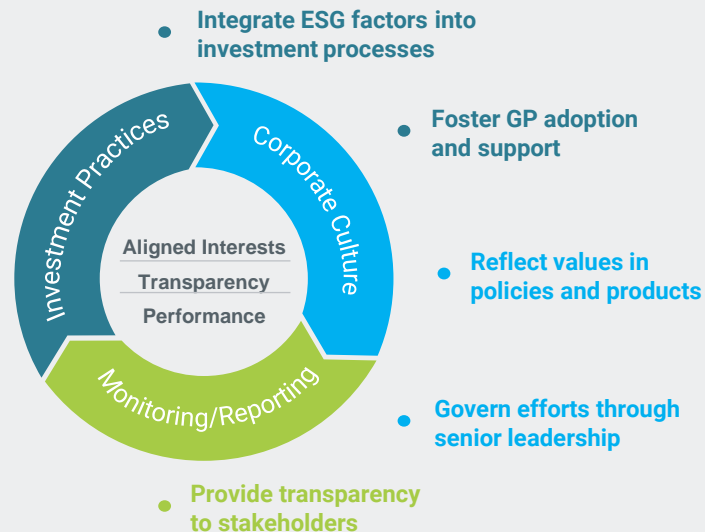 Integrate ESG factors into
investment processes
Investment Practices
Corporate Culture
Foster GP adoption
and support
Aligned Interests
Transparency
Performance
Reflect values in
policies and products
Monitoring/Reporting
Govern efforts through
senior leadership
Provide transparency
to stakeholders